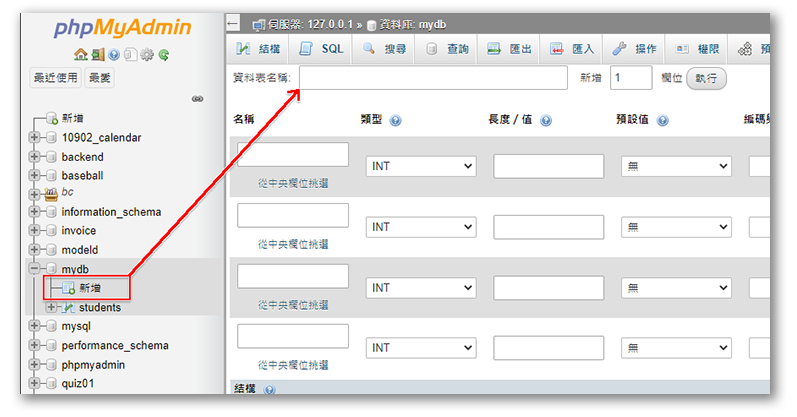 phpMyAdmin
最近使用 最愛
新增
10902_calendar
backend
baseball
bc
information_schema
invoice
modeld
mydb
新增
students
mysql
performance_schema
phpmyadmin
quiz01
伺服器: 127.0.0.1 » 資料庫: mydb
結構 SQL 搜尋 查詢 匯出 匯入 操作 權限
資料表名稱: 新增 1 欄位 執行
名稱 類型 長度 / 值 預設值 編碼
INT 無
從中央欄位挑選
INT 無
從中央欄位挑選
INT 無
從中央欄位挑選
INT 無
從中央欄位挑選
結構